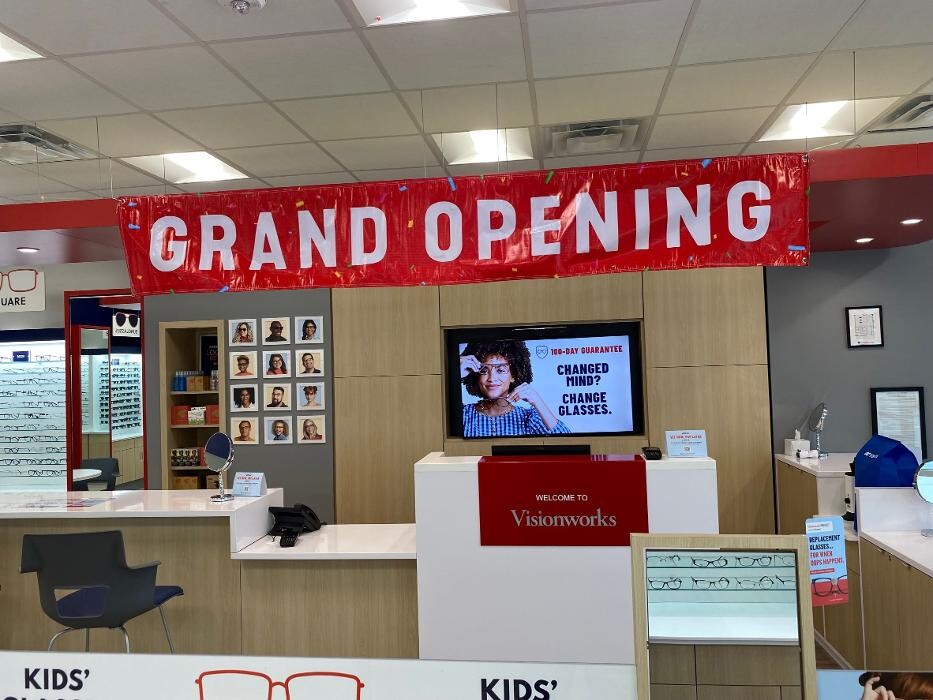 GRAND OPENING
UARE
100-DAY GUARANTEE
CHANGED
MIND?
CHANGE
GLASSES.
WELCOME TO
Visionworks
REPLACEMENT
GLASSES...
FOR WHEN
OOPS HAPPENS.
KIDS'
KIDS'